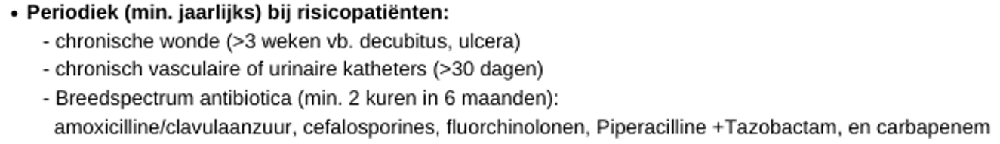 • Periodiek (min. jaarlijks) bij risicopatiënten:
- chronische wonde (>3 weken vb. decubitus, ulcera)
- chronisch vasculaire of urinaire katheters (>30 dagen)
- Breedspectrum antibiotica (min. 2 kuren in 6 maanden):
amoxicilline/clavulaanzuur, cefalosporines, fluorchinolonen, Piperacilline +Tazobactam, en carbapenem